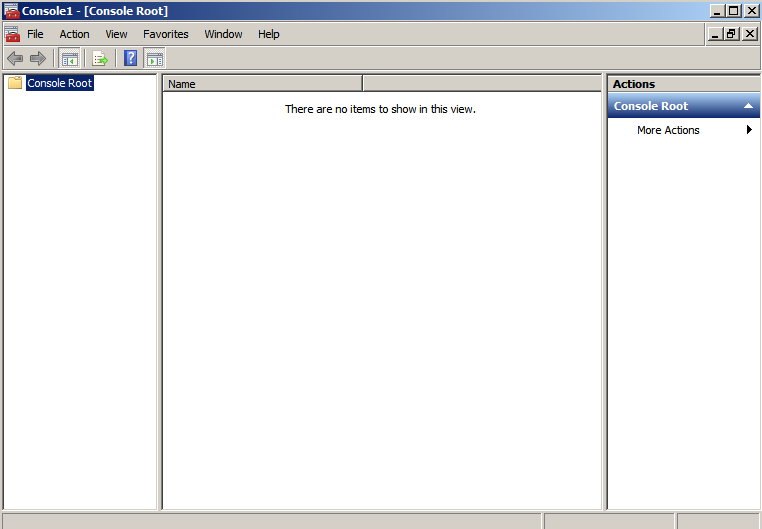 Console1 - [Console Root]
File Action View Favorites Window Help
?
Console Root
Name
There are no items to show in this view.
Actions
Console Root
More Actions